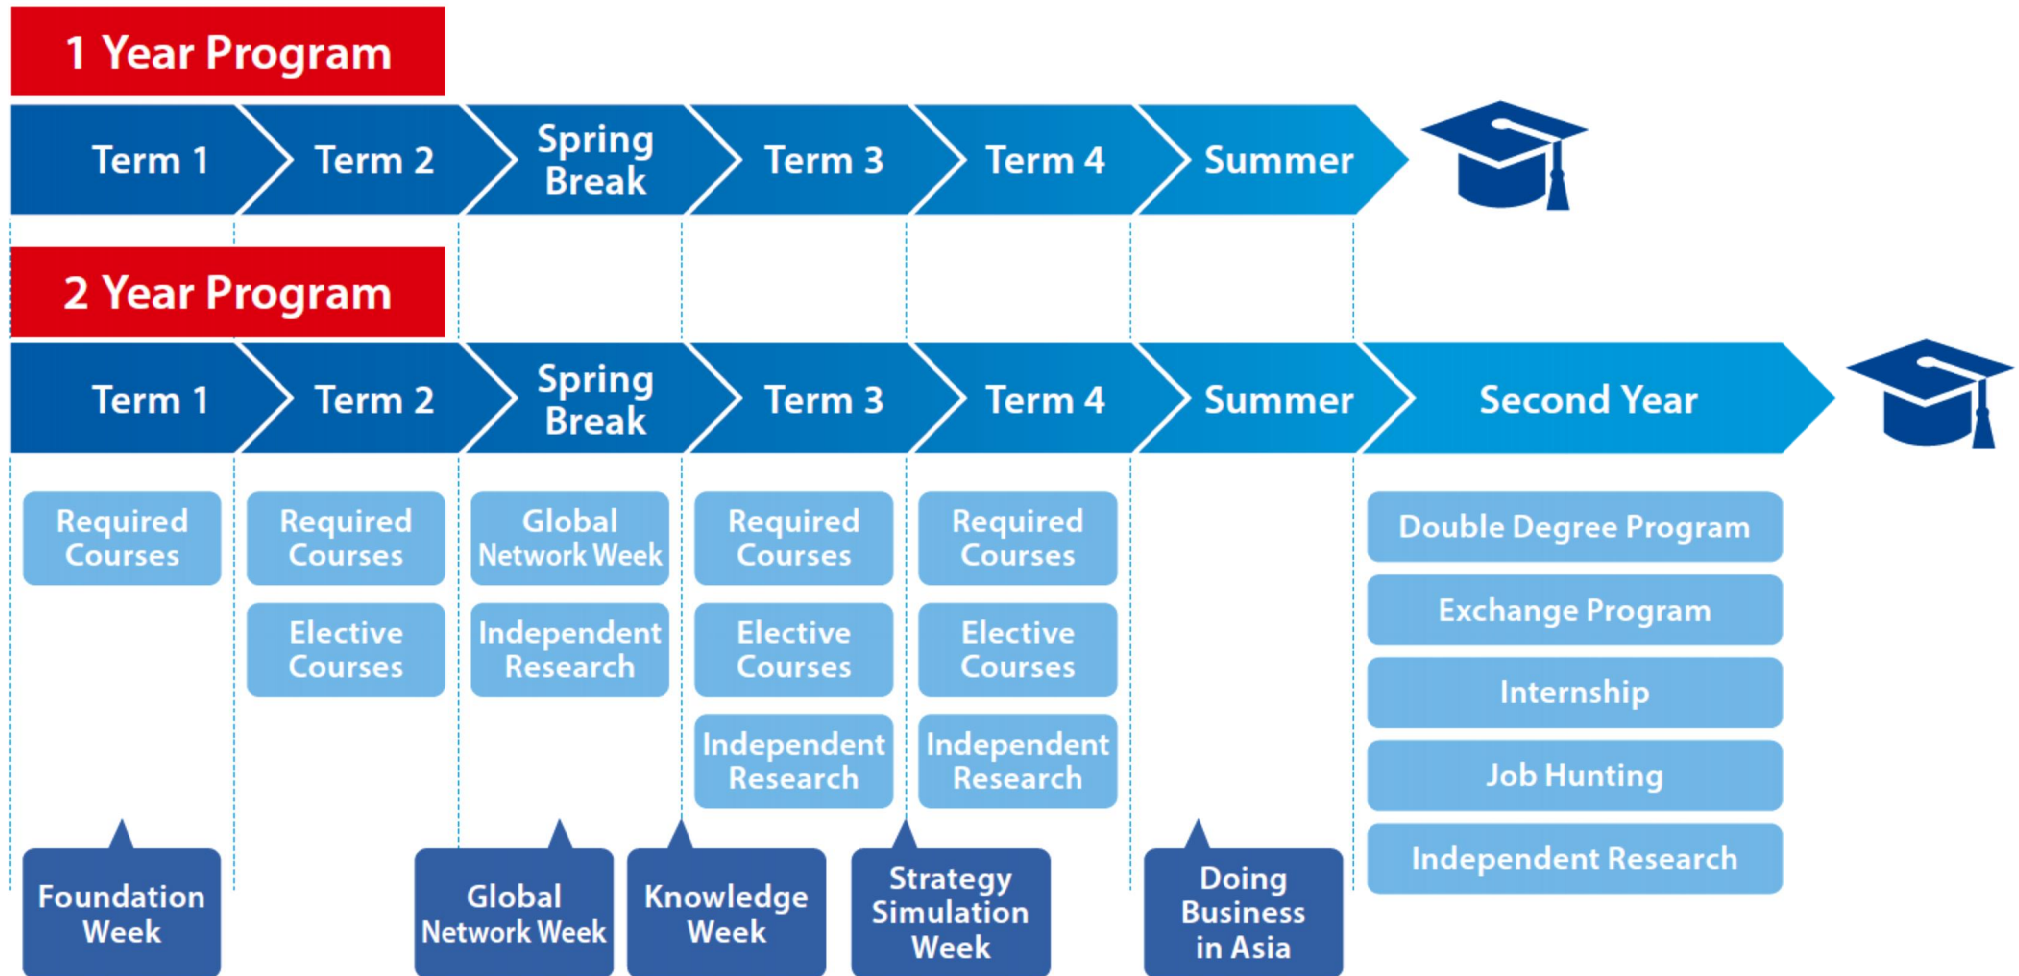 1 Year Program
Term 1
Term 2
Spring
Break
Term 3
Term 4
Summer
2 Year Program
Term 1
Term 2
Spring
Break
Term 3
Term 4
Summer
Second Year
Required
Courses
Required
Courses
Elective
Courses
Global
Network Week
Independent
Research
Required
Courses
Elective
Courses
Independent
Research
Required
Courses
Elective
Courses
Independent
Research
Double Degree Program
Exchange Program
Internship
Job Hunting
Independent Research
Foundation
Week
Global
Network Week
Knowledge
Week
Strategy
Simulation
Week
Doing
Business
in Asia